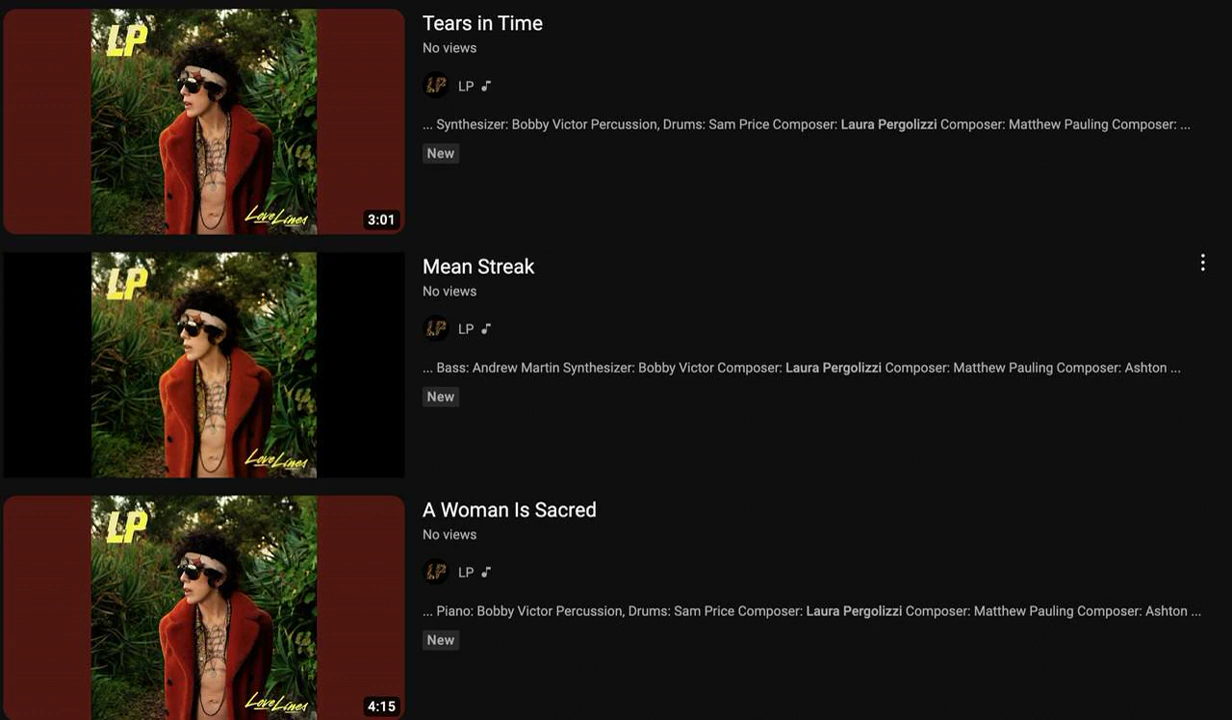 LP
Love Lines
3:01
Tears in Time
No views
LP
... Synthesizer: Bobby Victor Percussion, Drums: Sam Price Composer: Laura Pergolizzi Composer: Matthew Pauling Composer: ...
New
LP
Love Lines
Mean Streak
No views
LP
... Bass: Andrew Martin Synthesizer: Bobby Victor Composer: Laura Pergolizzi Composer: Matthew Pauling Composer: Ashton ...
New
LP
Love Lines
4:15
A Woman Is Sacred
No views
LP
... Piano: Bobby Victor Percussion, Drums: Sam Price Composer: Laura Pergolizzi Composer: Matthew Pauling Composer: Ashton ...
New